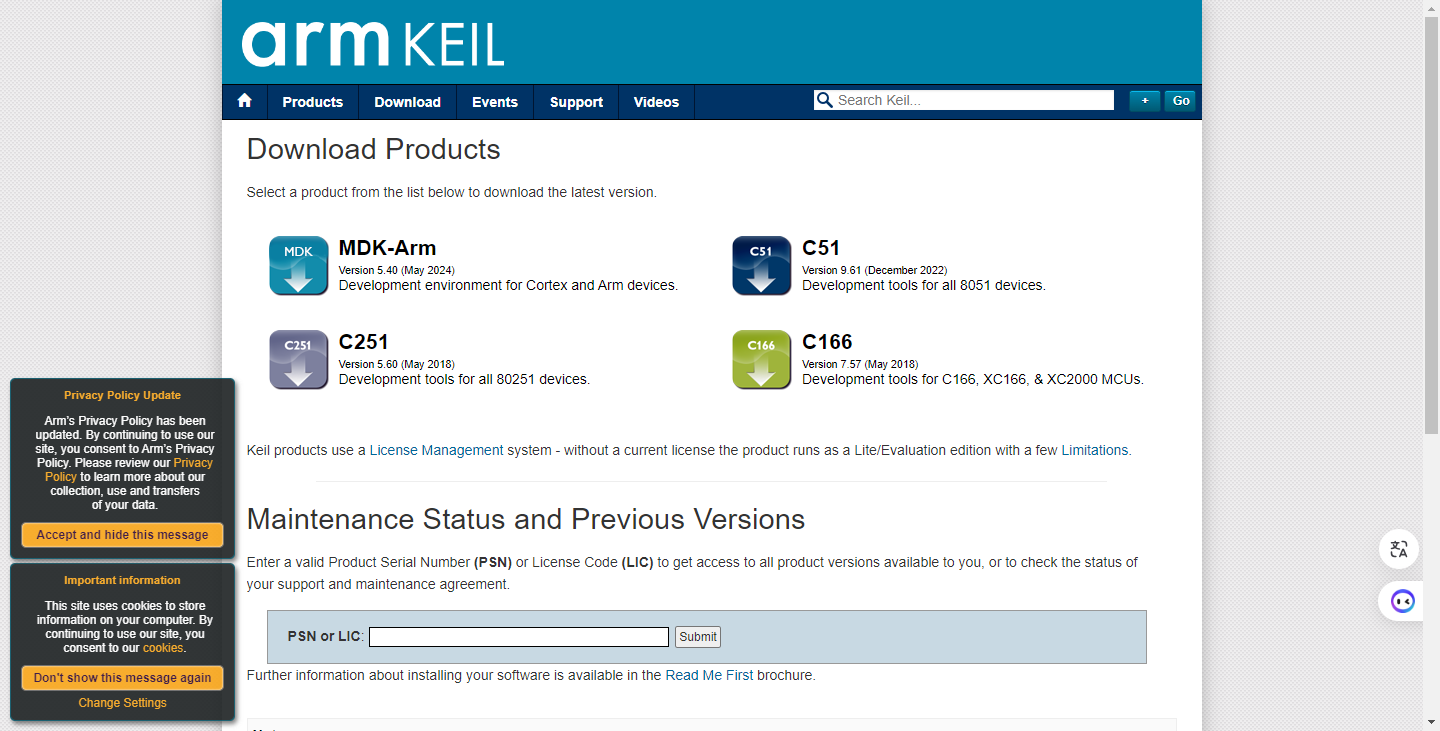 arm KEIL
Products Download Events Support Videos Search Keil... + Go
Download Products
Select a product from the list below to download the latest version.
MDK
MDK-Arm
Version 5.40 (May 2024)
Development environment for Cortex and Arm devices.
C51
C51
Version 9.61 (December 2022)
Development tools for all 8051 devices.
C251
C251
Version 5.60 (May 2018)
Development tools for all 80251 devices.
C166
C166
Version 7.57 (May 2018)
Development tools for C166, XC166, & XC2000 MCUs.
Keil products use a License Management system - without a current license the product runs as a Lite/Evaluation edition with a few Limitations.
Maintenance Status and Previous Versions
Enter a valid Product Serial Number (PSN) or License Code (LIC) to get access to all product versions available to you, or to check the status of
your support and maintenance agreement.
PSN or LIC: Submit
Further information about installing your software is available in the Read Me First brochure.
Privacy Policy Update
Arm's Privacy Policy has been
updated. By continuing to use our
site, you consent to Arm's Privacy
Policy. Please review our Privacy
Policy to learn more about our
collection, use and transfers
of your data.
Accept and hide this message
Important information
This site uses cookies to store
information on your computer. By
continuing to use our site, you
consent to our cookies.
Don't show this message again
Change Settings